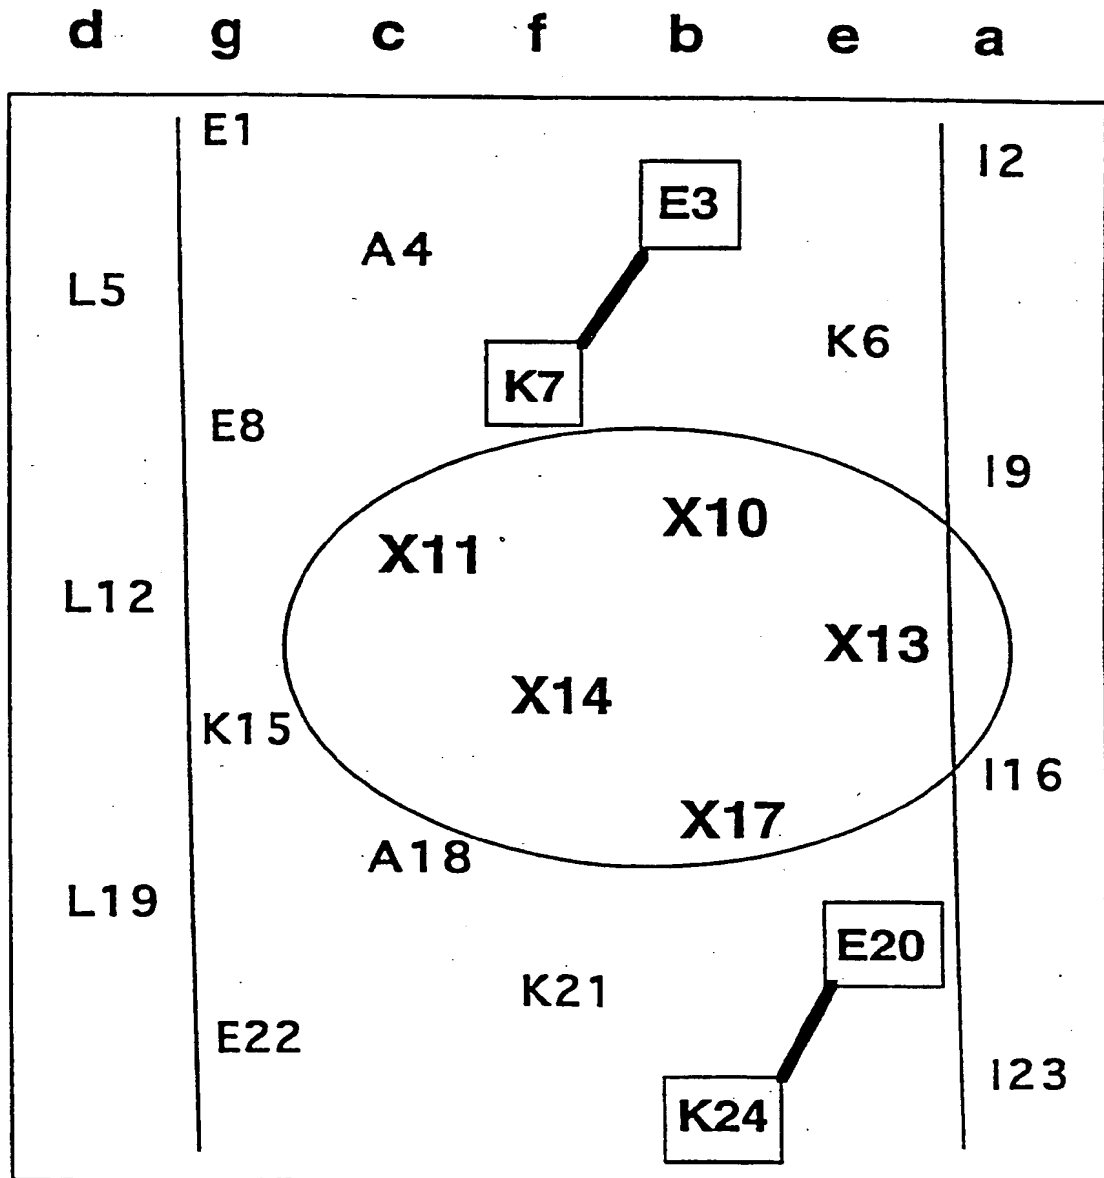 d g c f b e a
E1
I2
E3
A4
L5
K6
K7
E8
I9
X10
X11
L12
X13
X14
K15
I16
X17
A18
L19
E20
K21
E22
I23
K24